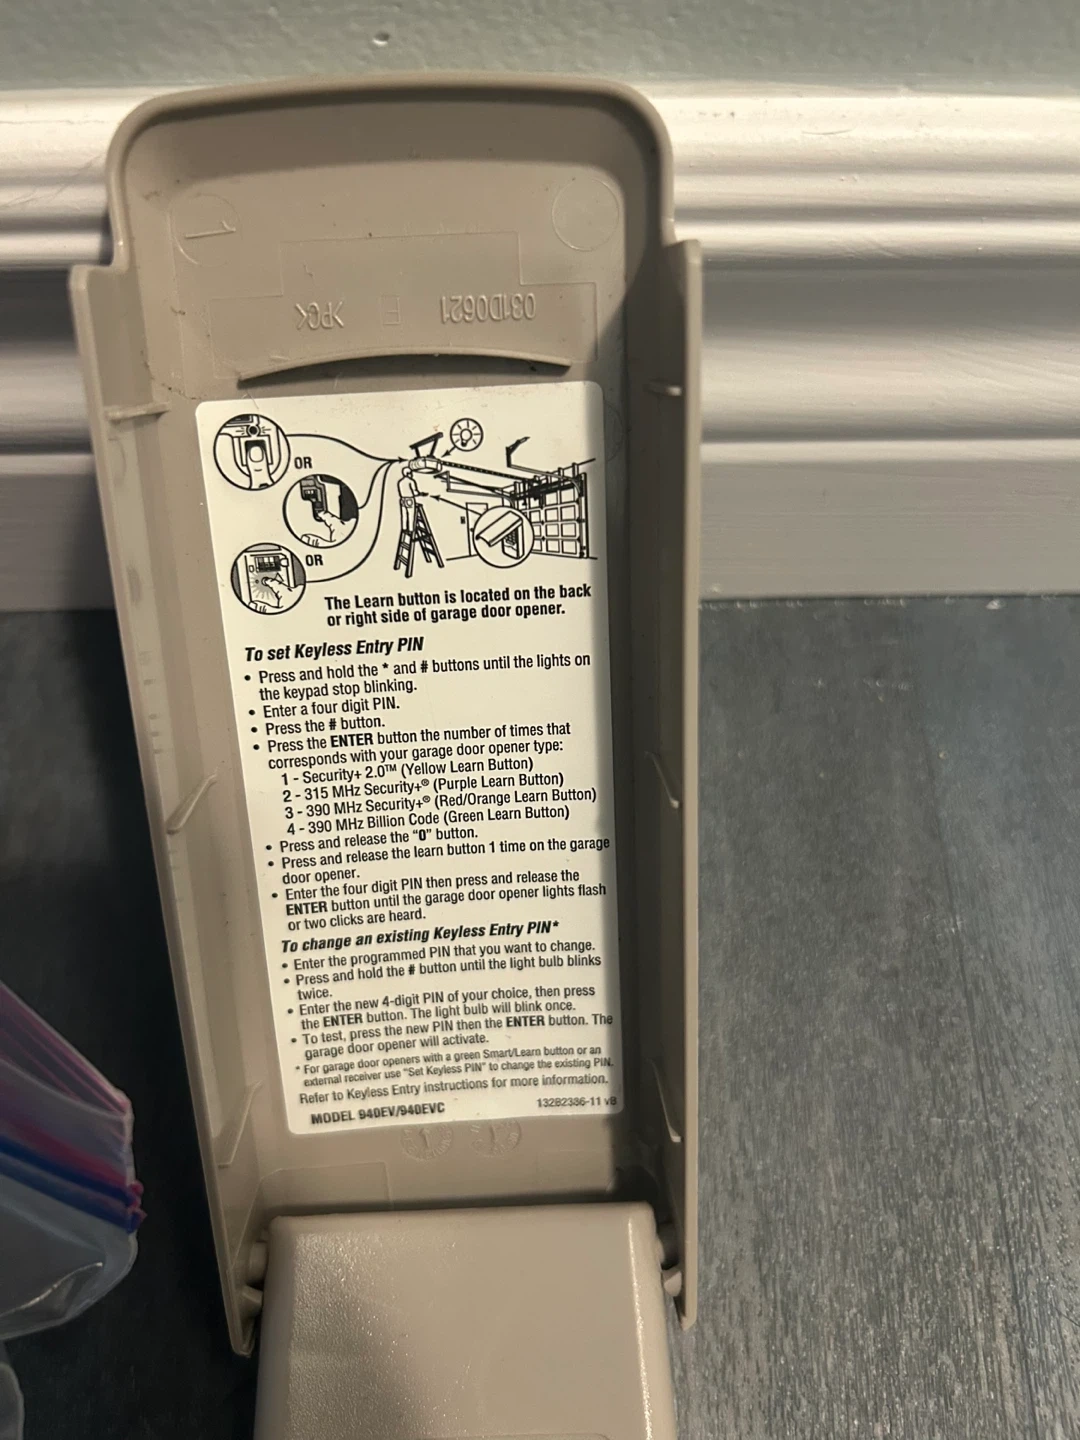 031D0621 E >PC<
OR
OR
The Learn button is located on the back
or right side of garage door opener.
To set Keyless Entry PIN
• Press and hold the * and # buttons until the lights on
the keypad stop blinking.
• Enter a four digit PIN.
• Press the # button.
• Press the ENTER button the number of times that
corresponds with your garage door opener type:
1 - Security+ 2.0™ (Yellow Learn Button)
2 - 315 MHz Security+® (Purple Learn Button)
3 - 390 MHz Security+® (Red/Orange Learn Button)
4 - 390 MHz Billion Code (Green Learn Button)
• Press and release the “0” button.
• Press and release the learn button 1 time on the garage
door opener.
• Enter the four digit PIN then press and release the
ENTER button until the garage door opener lights flash
or two clicks are heard.
To change an existing Keyless Entry PIN*
• Enter the programmed PIN that you want to change.
• Press and hold the # button until the light bulb blinks
twice.
• Enter the new 4-digit PIN of your choice, then press
the ENTER button. The light bulb will blink once.
• To test, press the new PIN then the ENTER button. The
garage door opener will activate.
* For garage door openers with a green Smart/Learn button or an
external receiver use "Set Keyless PIN" to change the existing PIN.
Refer to Keyless Entry instructions for more information.
MODEL 940EV/940EVC 132B2386-11 vB